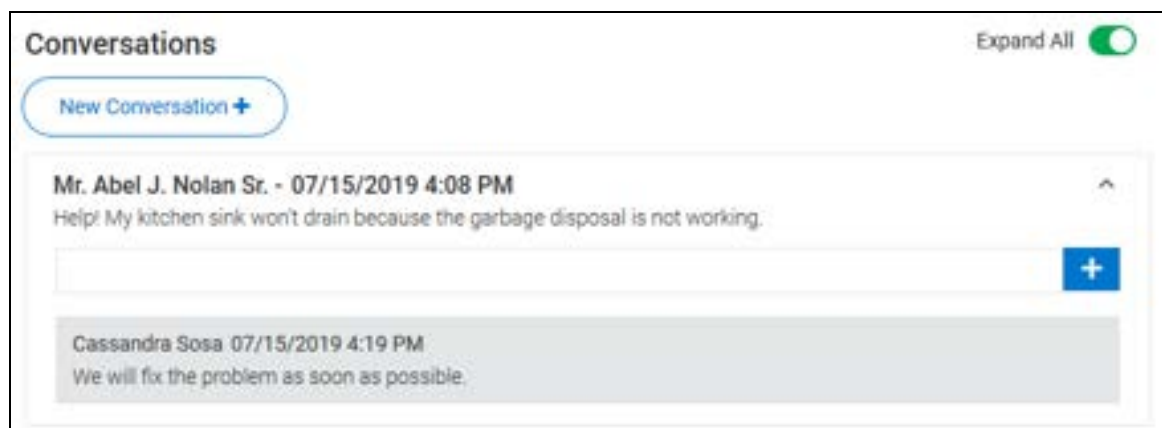 Conversations
Expand All
New Conversation +
Mr. Abel J. Nolan Sr. - 07/15/2019 4:08 PM
Help! My kitchen sink won't drain because the garbage disposal is not working.
+
Cassandra Sosa 07/15/2019 4:19 PM
We will fix the problem as soon as possible.